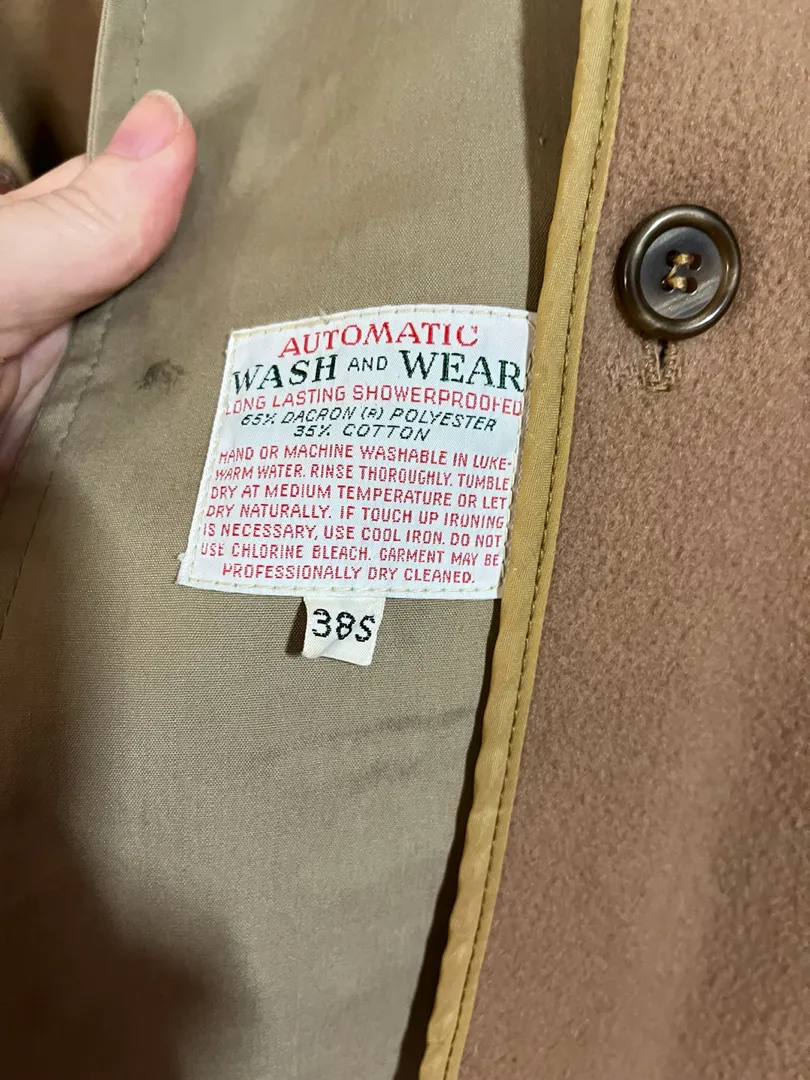 AUTOMATIC
WASH AND WEAR
LONG LASTING SHOWERPROOFED
65% DACRON (R) POLYESTER
35% COTTON
HAND OR MACHINE WASHABLE IN LUKE-
WARM WATER. RINSE THOROUGHLY. TUMBLE
DRY AT MEDIUM TEMPERATURE OR LET
DRY NATURALLY. IF TOUCH UP IRONING
IS NECESSARY, USE COOL IRON. DO NOT
USE CHLORINE BLEACH. GARMENT MAY BE
PROFESSIONALLY DRY CLEANED.
38S